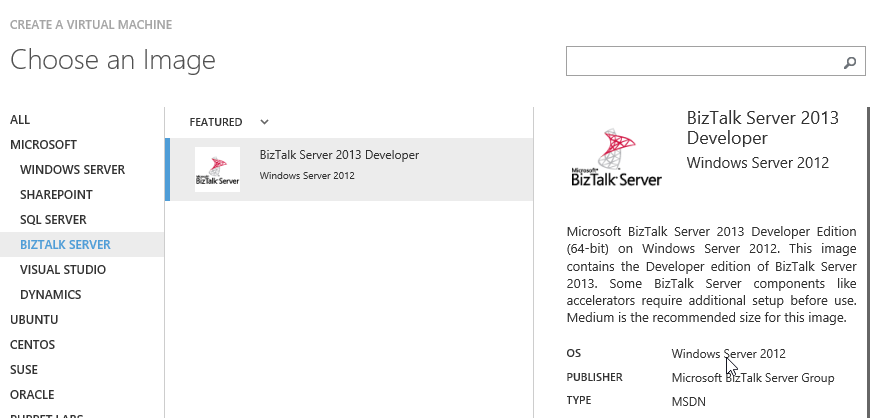 CREATE A VIRTUAL MACHINE
Choose an Image
ALL
MICROSOFT
WINDOWS SERVER
SHAREPOINT
SQL SERVER
BIZTALK SERVER
VISUAL STUDIO
DYNAMICS
UBUNTU
CENTOS
SUSE
ORACLE
PUPPET LABS
FEATURED
Microsoft®
BizTalk Server
BizTalk Server 2013 Developer
Windows Server 2012
Microsoft®
BizTalk Server
BizTalk Server 2013
Developer
Windows Server 2012
Microsoft BizTalk Server 2013 Developer Edition
(64-bit) on Windows Server 2012. This image
contains the Developer edition of BizTalk Server
2013. Some BizTalk Server components like
accelerators require additional setup before use.
Medium is the recommended size for this image.
OS Windows Server 2012
PUBLISHER Microsoft BizTalk Server Group
TYPE MSDN